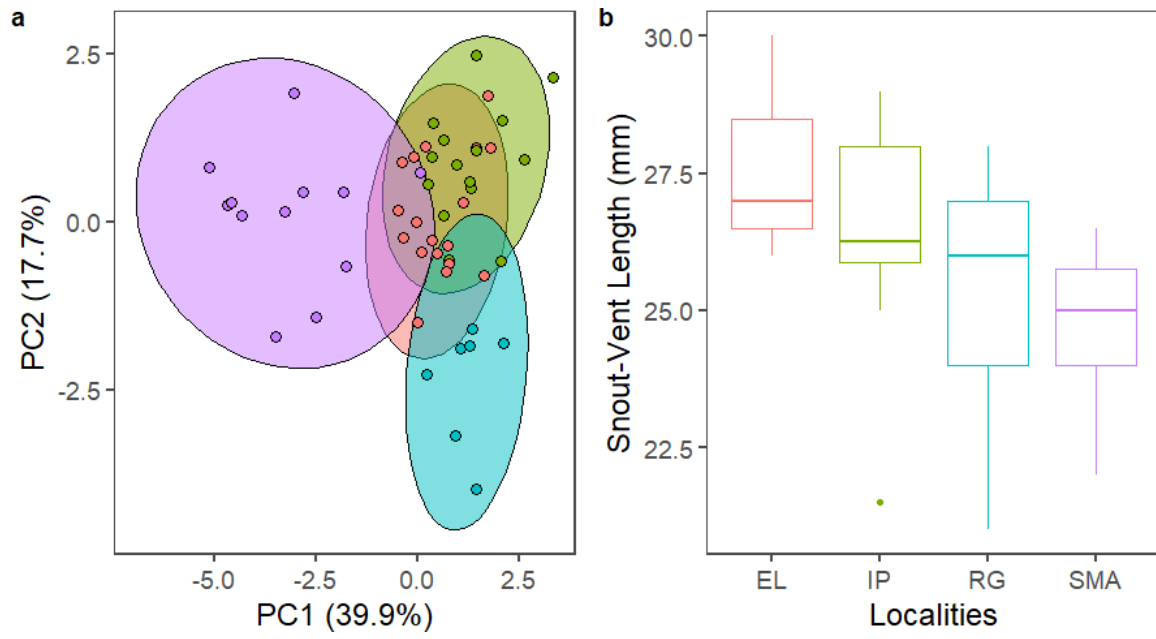 a
PC2 (17.7%)
2.5
0.0
-2.5
-5.0 -2.5 0.0 2.5
PC1 (39.9%)
b
Snout-Vent Length (mm)
30.0
27.5
25.0
22.5
EL IP RG SMA
Localities